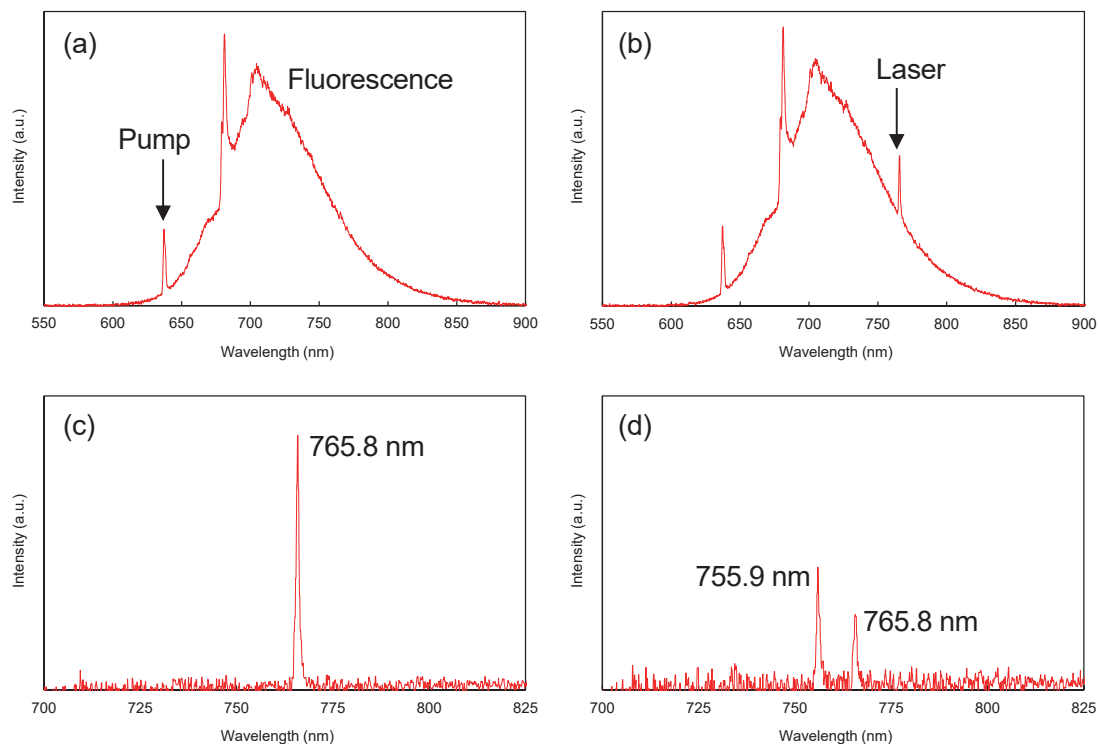 (a)
Fluorescence
Pump
Intensity (a.u.)
550 600 650 700 750 800 850 900
Wavelength (nm)
(b)
Laser
Intensity (a.u.)
550 600 650 700 750 800 850 900
Wavelength (nm)
(c)
765.8 nm
Intensity (a.u.)
700 725 750 775 800 825
Wavelength (nm)
(d)
755.9 nm
765.8 nm
Intensity (a.u.)
700 725 750 775 800 825
Wavelength (nm)